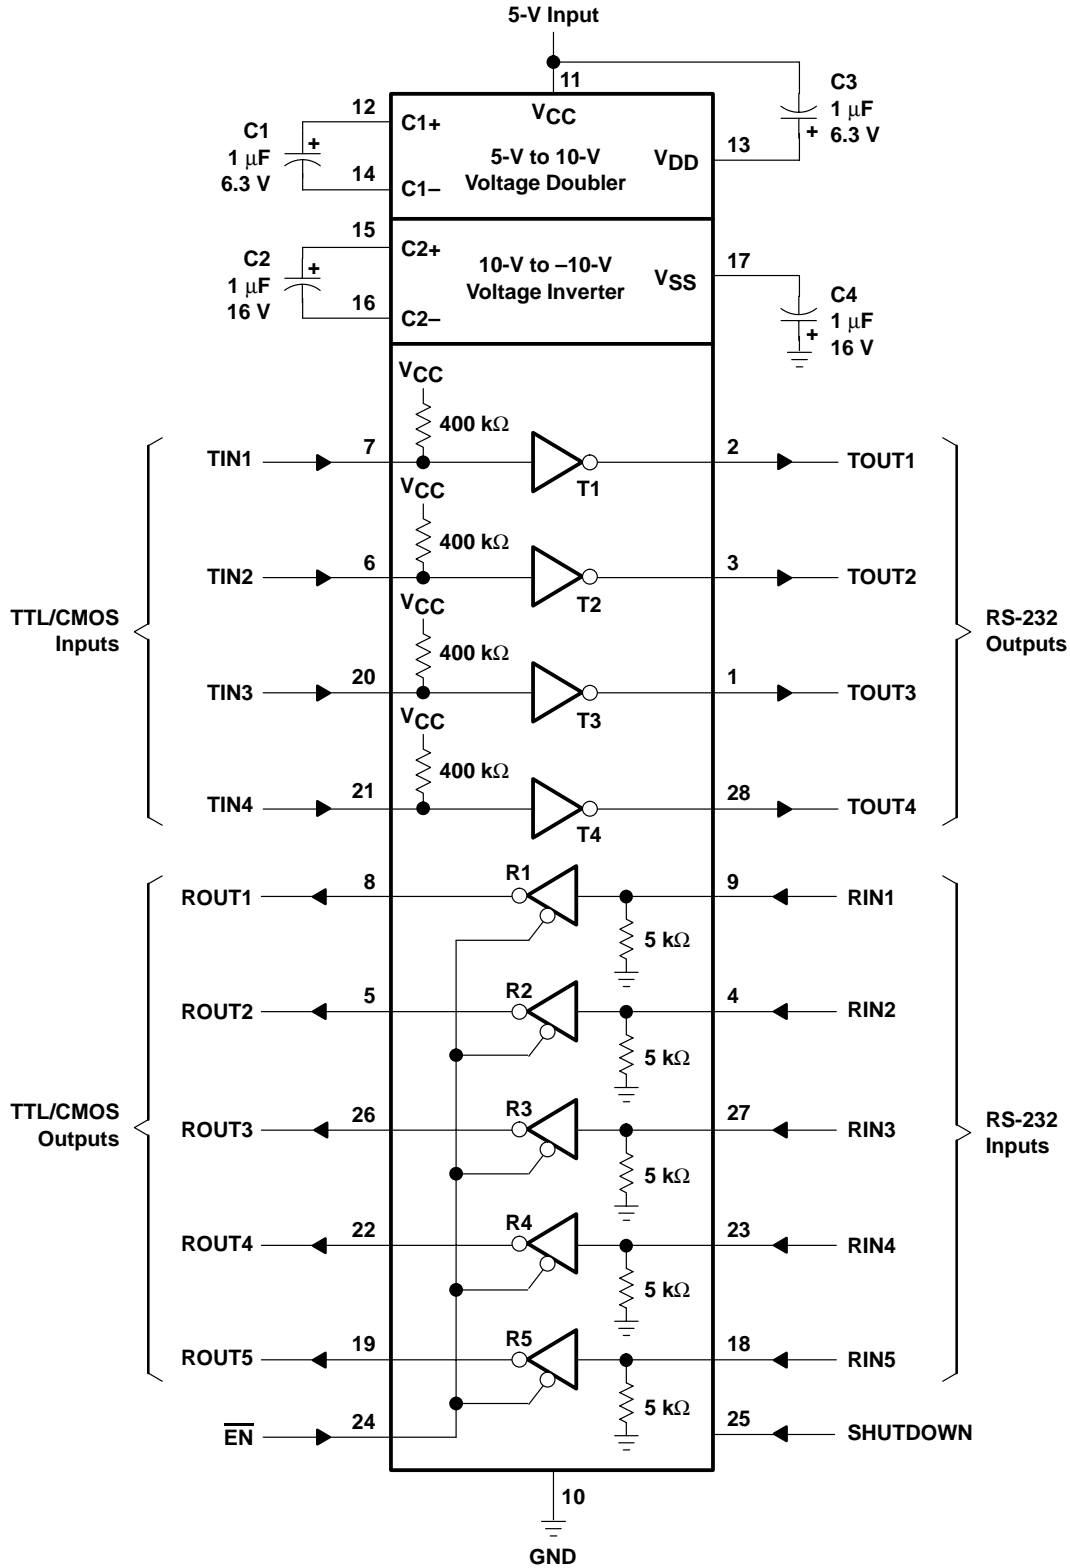 5-V Input
11
VCC
12
C1+
C1
1 μF
6.3 V
+
14
C1–
5-V to 10-V
Voltage Doubler
VDD
13
C3
1 μF
6.3 V
+
15
C2+
C2
1 μF
16 V
+
16
C2–
10-V to –10-V
Voltage Inverter
VSS
17
C4
1 μF
16 V
+
VCC
400 kΩ
TIN1
7
T1
2
TOUT1
VCC
400 kΩ
TIN2
6
T2
3
TOUT2
TTL/CMOS
Inputs
RS-232
Outputs
VCC
400 kΩ
TIN3
20
T3
1
TOUT3
VCC
400 kΩ
TIN4
21
T4
28
TOUT4
ROUT1
8
R1
9
RIN1
5 kΩ
ROUT2
5
R2
4
RIN2
5 kΩ
TTL/CMOS
Outputs
RS-232
Inputs
ROUT3
26
R3
27
RIN3
5 kΩ
ROUT4
22
R4
23
RIN4
5 kΩ
ROUT5
19
R5
18
RIN5
5 kΩ
EN
24
25
SHUTDOWN
10
GND